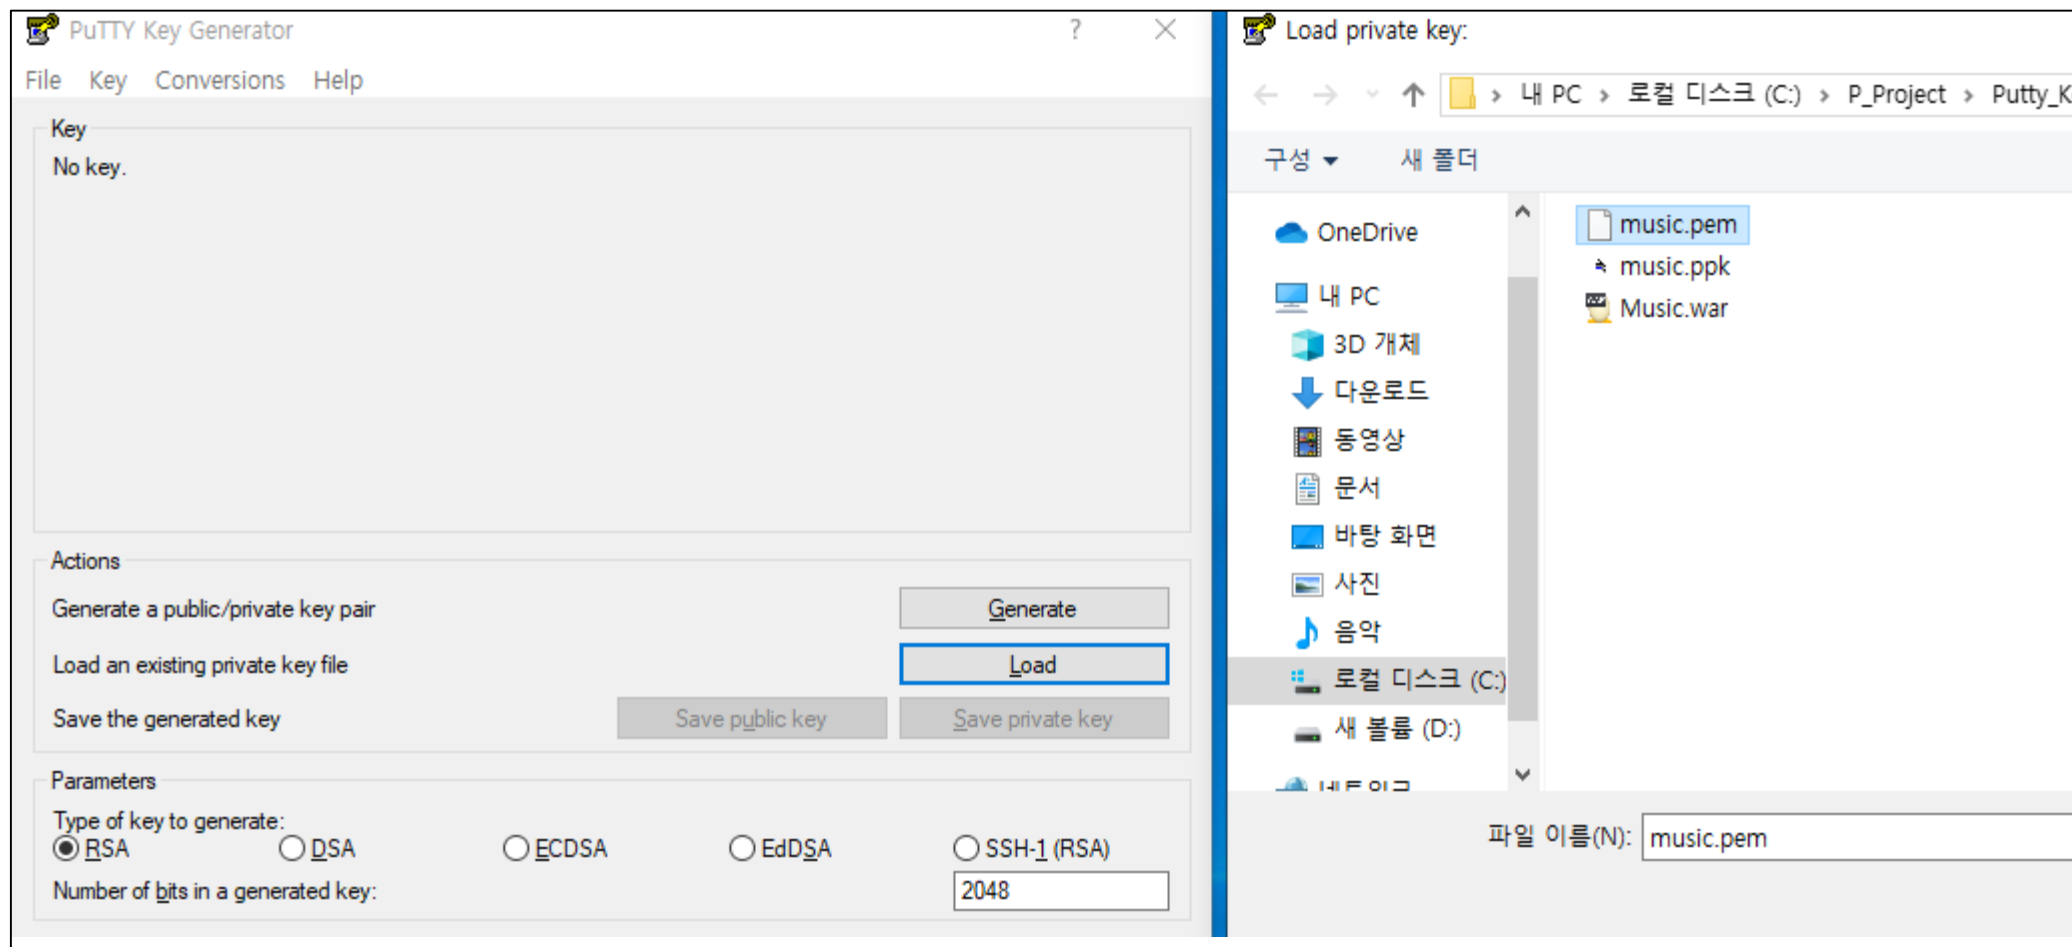 PuTTY Key Generator
File Key Conversions Help
Key
No key.
Actions
Generate a public/private key pair
Generate
Load an existing private key file
Load
Save the generated key
Save public key
Save private key
Parameters
Type of key to generate:
RSA DSA ECDSA EdDSA SSH-1 (RSA)
Number of bits in a generated key:
2048
Load private key:
내 PC > 로컬 디스크 (C:) > P_Project > Putty_K
구성 새 폴더
OneDrive
내 PC
3D 개체
다운로드
동영상
문서
바탕 화면
사진
음악
로컬 디스크 (C:)
새 볼륨 (D:)
네트워크
music.pem
music.ppk
Music.war
파일 이름(N):
music.pem